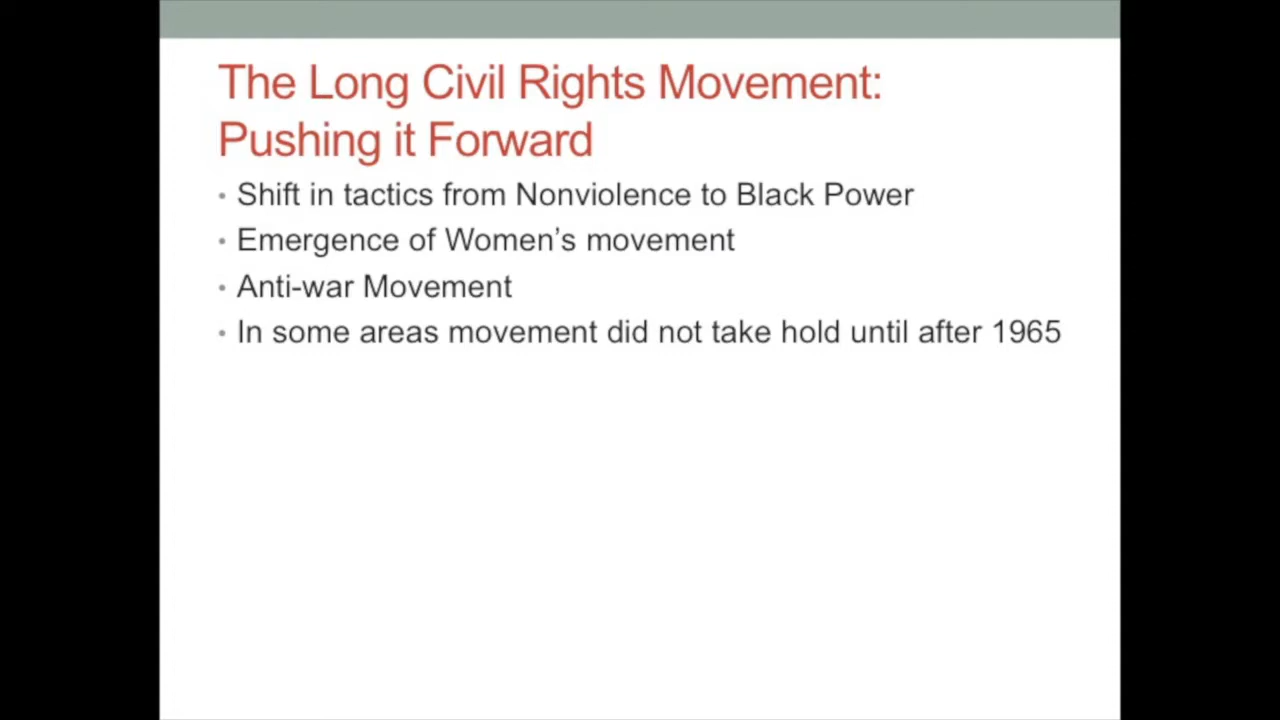 The Long Civil Rights Movement:
Pushing it Forward
• Shift in tactics from Nonviolence to Black Power
• Emergence of Women’s movement
• Anti-war Movement
• In some areas movement did not take hold until after 1965